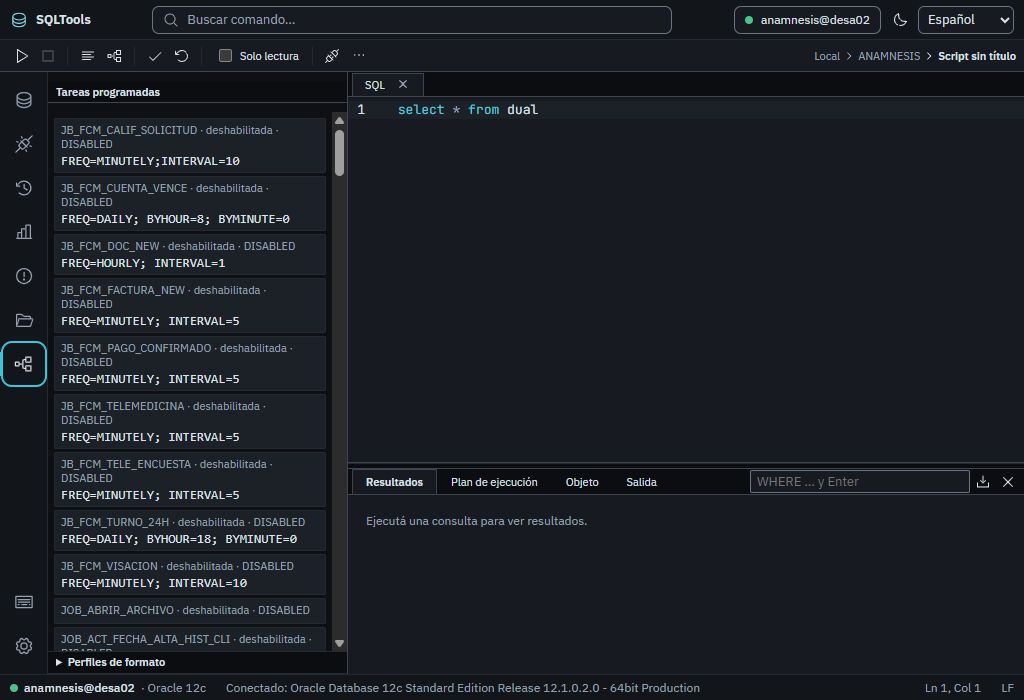 SQLTools
Buscar comando...
anamnesis@desa02
Español
Solo lectura
...
Local > ANAMNESIS > Script sin título
Tareas programadas
JB_FCM_CALIF_SOLICITUD · deshabilitada ·
DISABLED
FREQ=MINUTELY;INTERVAL=10
JB_FCM_CUENTA_VENCE · deshabilitada ·
DISABLED
FREQ=DAILY; BYHOUR=8; BYMINUTE=0
JB_FCM_DOC_NEW · deshabilitada · DISABLED
FREQ=HOURLY; INTERVAL=1
JB_FCM_FACTURA_NEW · deshabilitada ·
DISABLED
FREQ=MINUTELY; INTERVAL=5
JB_FCM_PAGO_CONFIRMADO · deshabilitada ·
DISABLED
FREQ=MINUTELY; INTERVAL=5
JB_FCM_TELEMEDICINA · deshabilitada ·
DISABLED
FREQ=MINUTELY; INTERVAL=5
JB_FCM_TELE_ENCUESTA · deshabilitada ·
DISABLED
FREQ=MINUTELY; INTERVAL=5
JB_FCM_TURNO_24H · deshabilitada · DISABLED
FREQ=DAILY; BYHOUR=18; BYMINUTE=0
JB_FCM_VISACION · deshabilitada · DISABLED
FREQ=MINUTELY; INTERVAL=10
JOB_ABRIR_ARCHIVO · deshabilitada · DISABLED
JOB_ACT_FECHA_ALTA_HIST_CLI · deshabilitada ·
DISABLED
Perfiles de formato
SQL
1 select * from dual
Resultados
Plan de ejecución
Objeto
Salida
WHERE ... y Enter
Ejecutá una consulta para ver resultados.
anamnesis@desa02 · Oracle 12c
Conectado: Oracle Database 12c Standard Edition Release 12.1.0.2.0 - 64bit Production
Ln 1, Col 1
LF